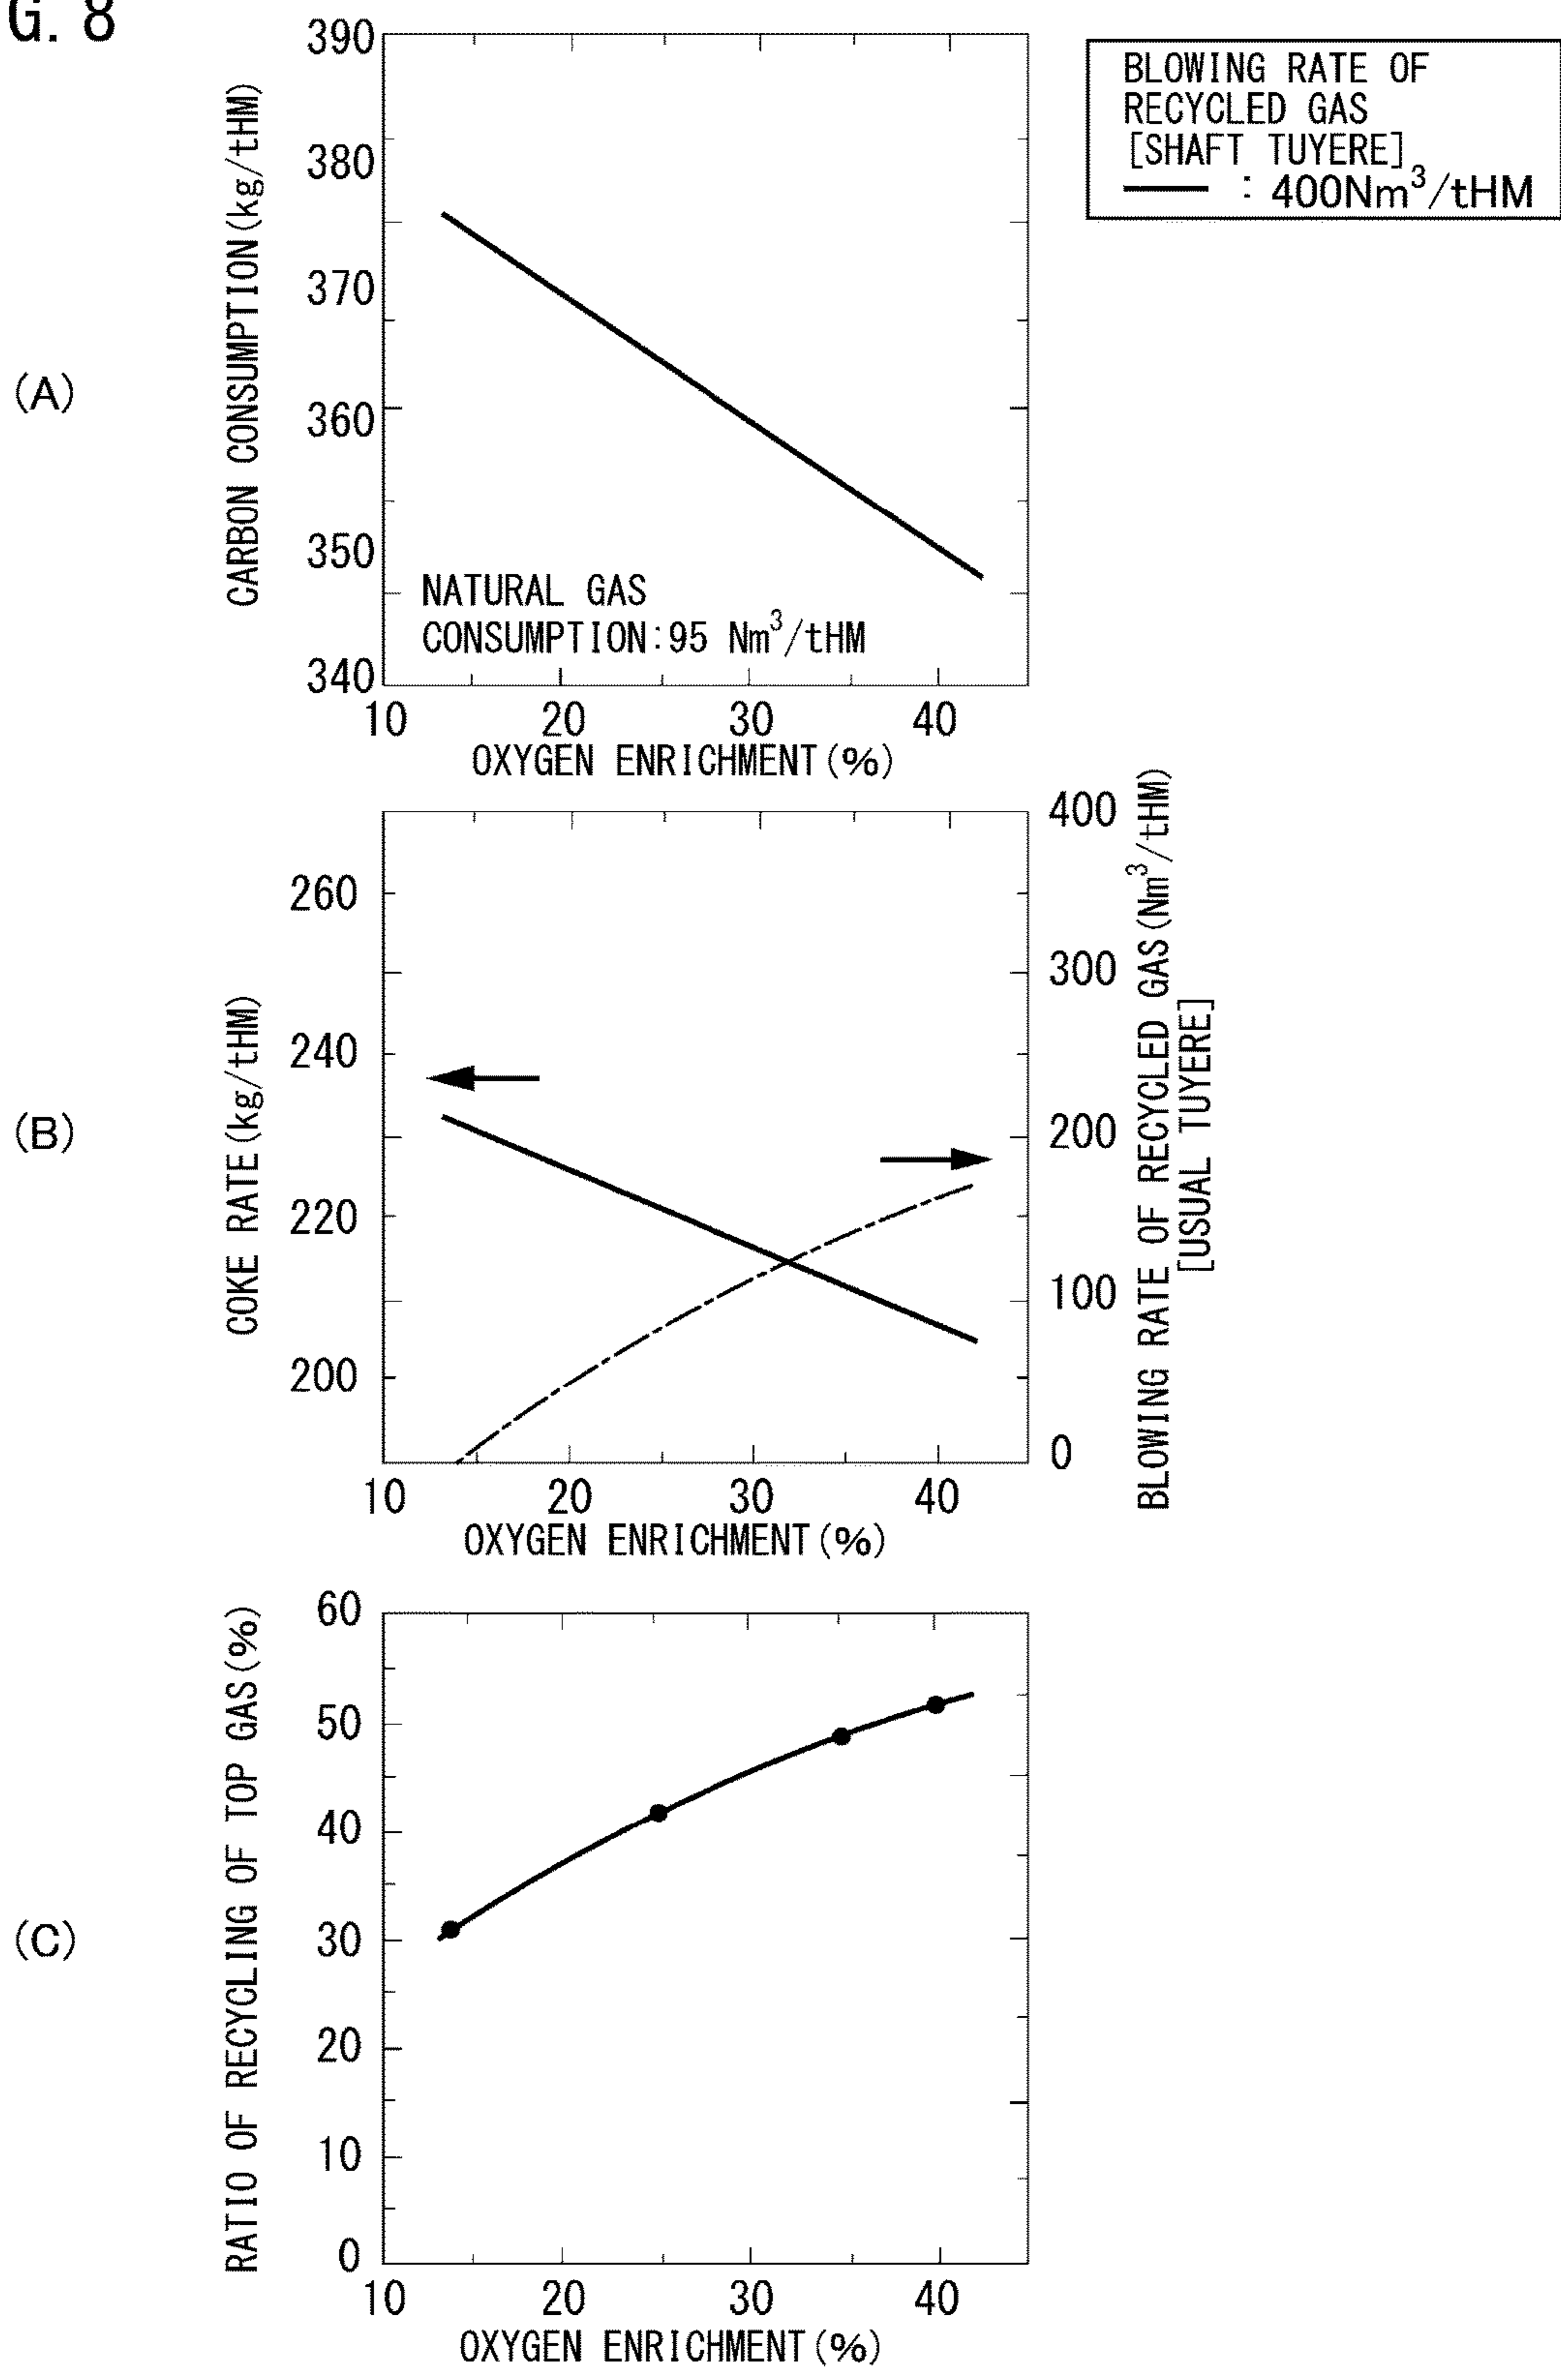 G. 8
BLOWING RATE OF
RECYCLED GAS
[SHAFT TUYERE]
: 400Nm³/tHM
(A)
CARBON CONSUMPTION(kg/tHM)
390
380
370
360
350
340
NATURAL GAS
CONSUMPTION:95 Nm³/tHM
10 20 30 40
OXYGEN ENRICHMENT(%)
(B)
COKE RATE(kg/tHM)
260
240
220
200
400
300
200
100
0
BLOWING RATE OF RECYCLED GAS(Nm³/tHM)
[USUAL TUYERE]
10 20 30 40
OXYGEN ENRICHMENT(%)
(C)
RATIO OF RECYCLING OF TOP GAS(%)
60
50
40
30
20
10
0
10 20 30 40
OXYGEN ENRICHMENT(%)